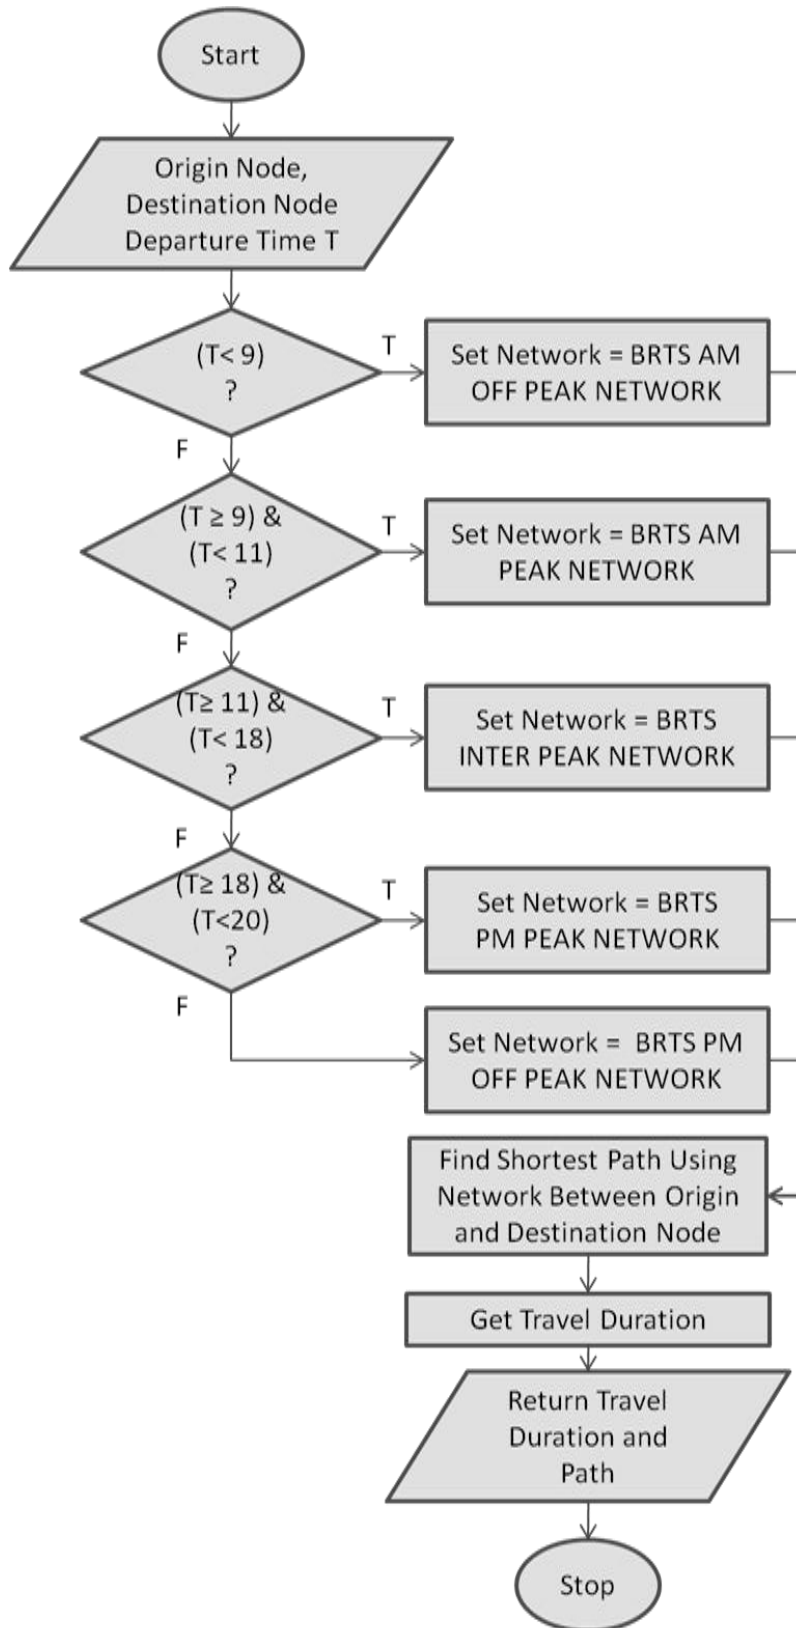 Start
Origin Node,
Destination Node
Departure Time T
(T< 9)
?
T
Set Network = BRTS AM
OFF PEAK NETWORK
F
(T ≥ 9) &
(T< 11)
?
T
Set Network = BRTS AM
PEAK NETWORK
F
(T≥ 11) &
(T< 18)
?
T
Set Network = BRTS
INTER PEAK NETWORK
F
(T≥ 18) &
(T<20)
?
T
Set Network = BRTS
PM PEAK NETWORK
F
Set Network =  BRTS PM
OFF PEAK NETWORK
Find Shortest Path Using
Network Between Origin
and Destination Node
Get Travel Duration
Return Travel
Duration and
Path
Stop